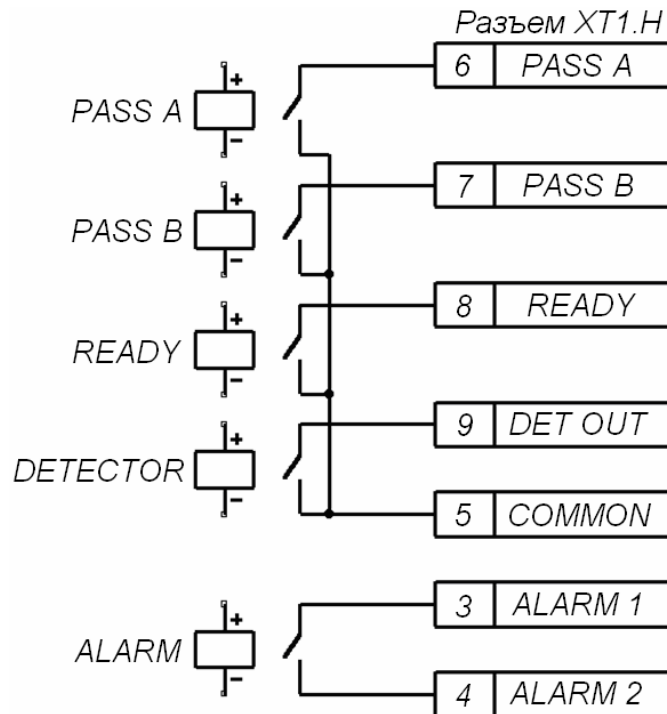 Разъем XT1.H
6 PASS A
PASS A
+
-
7 PASS B
PASS B
+
-
8 READY
READY
+
-
9 DET OUT
DETECTOR
+
-
5 COMMON
3 ALARM 1
ALARM
+
-
4 ALARM 2